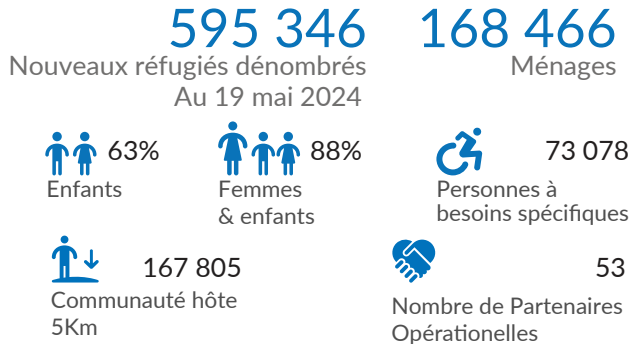 595 346
Nouveaux réfugiés dénombrés
Au 19 mai 2024
168 466
Ménages
63%
Enfants
88%
Femmes
& enfants
73 078
Personnes à
besoins spécifiques
167 805
Communauté hôte
5Km
53
Nombre de Partenaires
Opérationelles